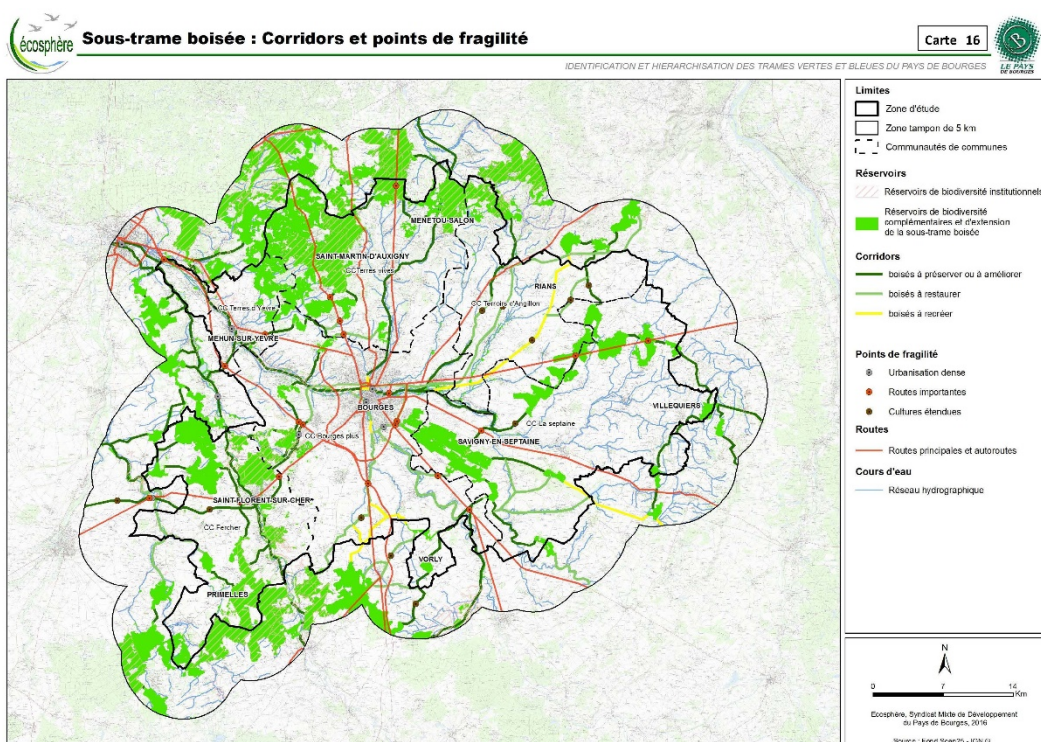 écosphère
Sous-trame boisée : Corridors et points de fragilité
Carte 16
IDENTIFICATION ET HIERARCHISATION DES TRAMES VERTES ET BLEUES DU PAYS DE BOURGES
LE PAYS
DE BOURGES
MENETOU-SALON
SAINT-MARTIN-D'AUXIGNY
CC Terres vives
RIANS
CC Terroirs d'Angillon
CC Terres d'Yèvre
MEHUN-SUR-YEVRE
BOURGES
VILLEQUIERS
CC La septaine
CC Bourges plus
SAVIGNY-EN-SEPTAINE
SAINT-FLORENT-SUR-CHER
CC Fercher
VORLY
PRIMELLES
Limites
Zone d'étude
Zone tampon de 5 km
Communautés de communes
Réservoirs
Réservoirs de biodiversité institutionnels
Réservoirs de biodiversité
complémentaires et d'extension
de la sous-trame boisée
Corridors
boisés à préserver ou à améliorer
boisés à restaurer
boisés à recréer
Points de fragilité
Urbanisation dense
Routes importantes
Cultures étendues
Routes
Routes principales et autoroutes
Cours d'eau
Réseau hydrographique
N
0 7 14
Km
Ecosphère, Syndicat Mixte de Développement
du Pays de Bourges, 2016
Source : Fond Scan25 - IGN ©